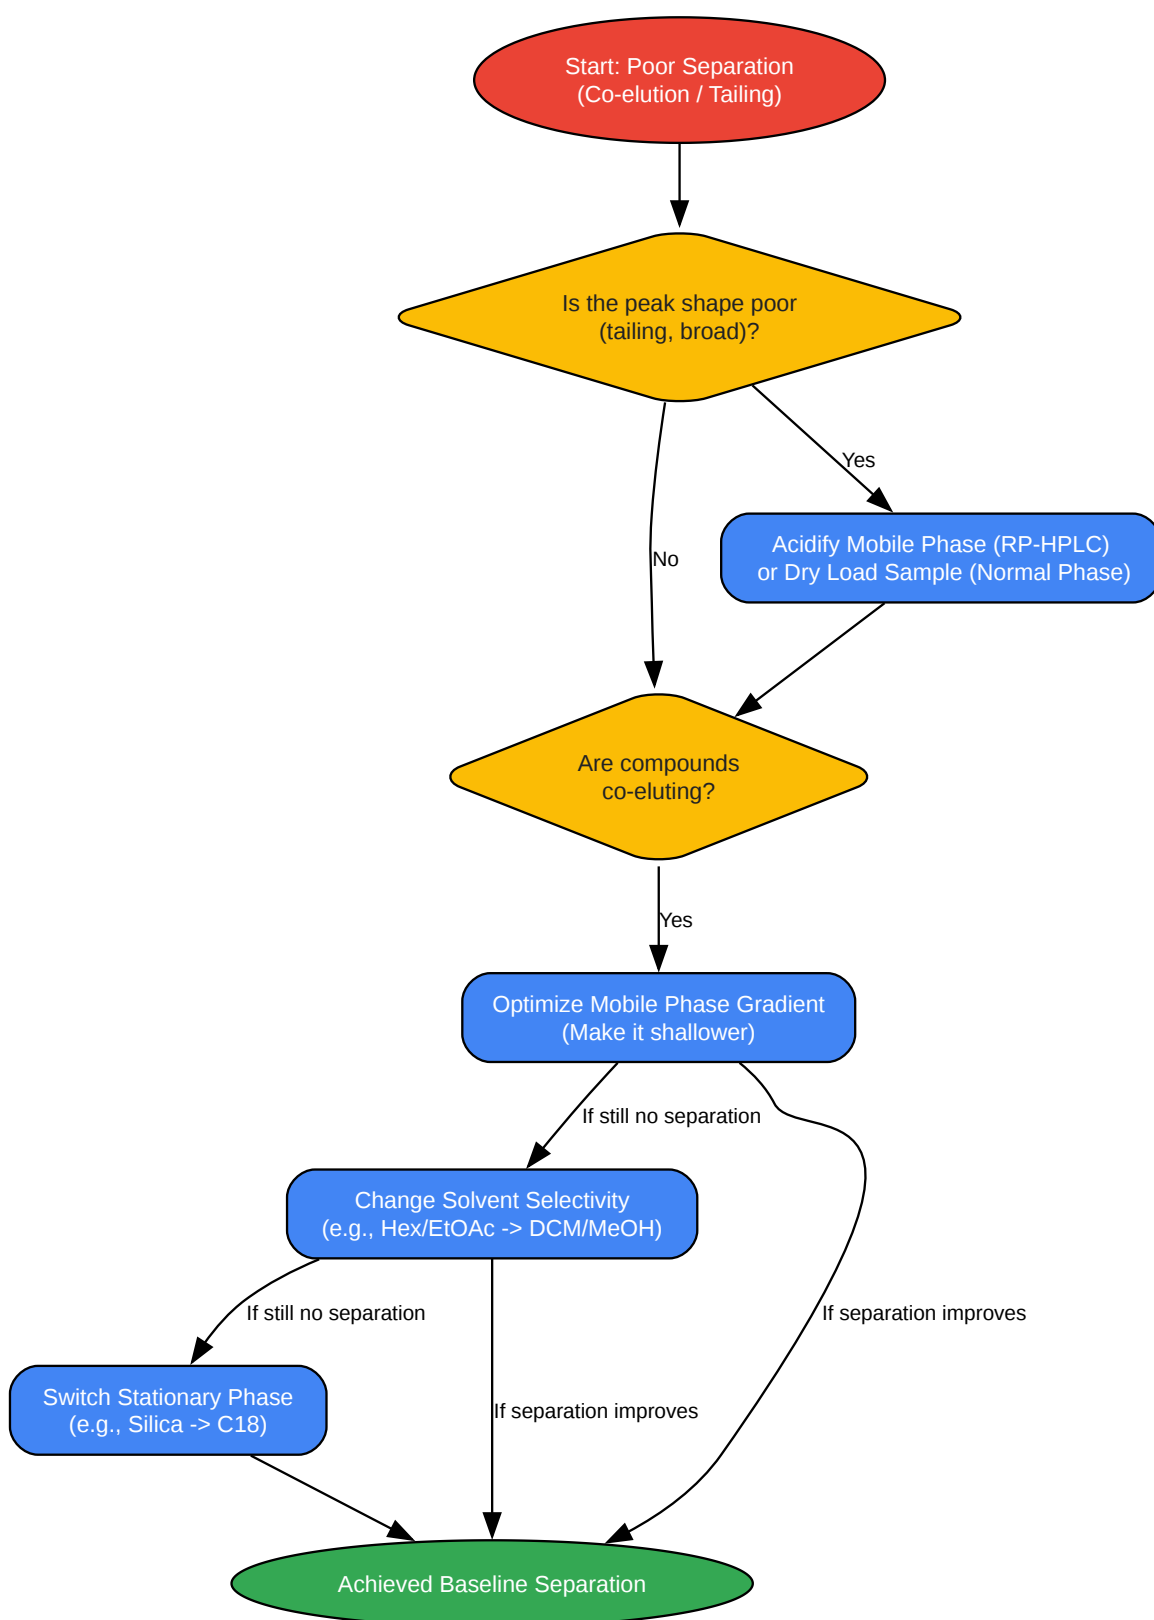 Start: Poor Separation
(Co-elution / Tailing)
Is the peak shape poor
(tailing, broad)?
Yes
Acidify Mobile Phase (RP-HPLC)
or Dry Load Sample (Normal Phase)
No
Are compounds
co-eluting?
Yes
Optimize Mobile Phase Gradient
(Make it shallower)
If still no separation
Change Solvent Selectivity
(e.g., Hex/EtOAc -> DCM/MeOH)
If still no separation
If separation improves
Switch Stationary Phase
(e.g., Silica -> C18)
If separation improves
Achieved Baseline Separation